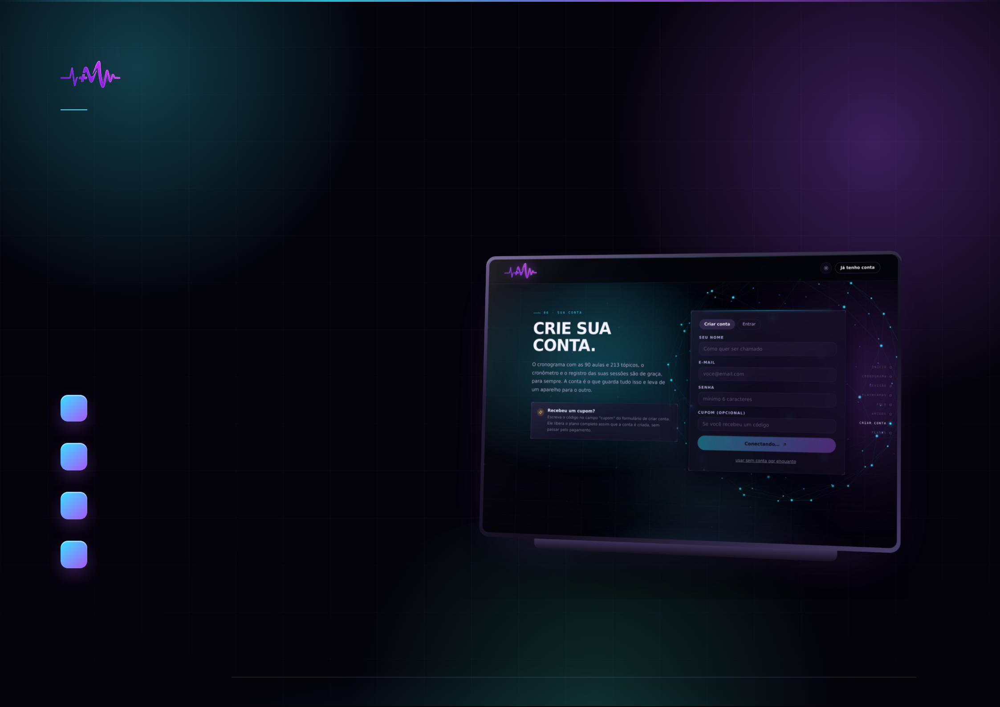 Já tenho conta
06 · SUA CONTA
CRIE SUA
CONTA.
O cronograma com as 90 aulas e 213 tópicos, o
cronômetro e o registro das suas sessões são de graça,
para sempre. A conta é o que guarda tudo isso e leva de
um aparelho para o outro.
Recebeu um cupom?
Escreva o código no campo "cupom" do formulário de criar conta.
Ele libera o plano completo assim que a conta é criada, sem
passar pelo pagamento.
Criar conta
Entrar
SEU NOME
Como quer ser chamado
E-MAIL
voce@email.com
SENHA
mínimo 6 caracteres
CUPOM (OPCIONAL)
Se você recebeu um código
Conectando...
usar sem conta por enquanto
INÍCIO
CRONOGRAMA
REVISÃO
FLASHCARDS
FOCO
AMIGOS
CRIAR CONTA
PLANOS